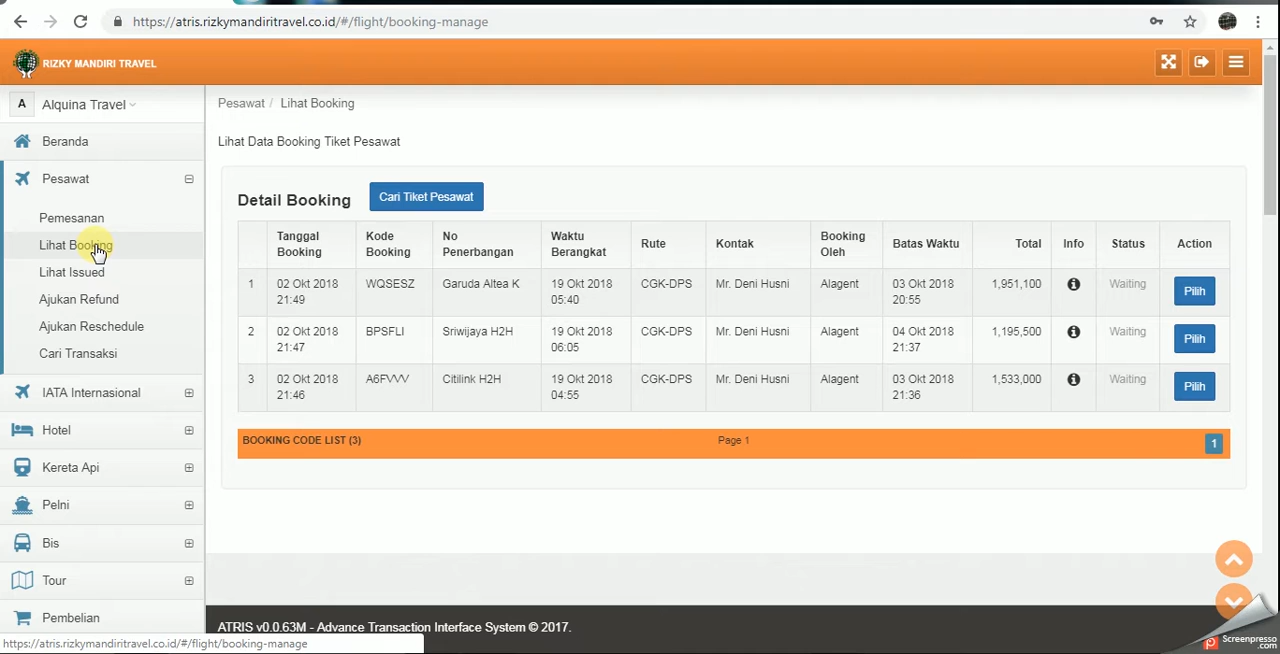 https://atris.rizkymandiritravel.co.id/#/flight/booking-manage
RIZKY MANDIRI TRAVEL
A Alquina Travel
Beranda
Pesawat
Pemesanan
Lihat Booking
Lihat Issued
Ajukan Refund
Ajukan Reschedule
Cari Transaksi
IATA Internasional
Hotel
Kereta Api
Pelni
Bis
Tour
Pembelian
Pesawat / Lihat Booking
Lihat Data Booking Tiket Pesawat
Detail Booking Cari Tiket Pesawat
Tanggal Booking Kode Booking No Penerbangan Waktu Berangkat Rute Kontak Booking Oleh Batas Waktu Total Info Status Action
1 02 Okt 2018 21:49 WQSESZ Garuda Altea K 19 Okt 2018 05:40 CGK-DPS Mr. Deni Husni Alagent 03 Okt 2018 20:55 1,951,100 Waiting Pilih
2 02 Okt 2018 21:47 BPSFLI Sriwijaya H2H 19 Okt 2018 06:05 CGK-DPS Mr. Deni Husni Alagent 04 Okt 2018 21:37 1,195,500 Waiting Pilih
3 02 Okt 2018 21:46 Citilink H2H 19 Okt 2018 04:55 CGK-DPS Mr. Deni Husni Alagent 03 Okt 2018 21:36 1,533,000 Waiting Pilih
BOOKING CODE LIST (3) Page 1 1
ATRIS v0.0.63M - Advance Transaction Interface System © 2017.
https://atris.rizkymandiritravel.co.id/#/flight/booking-manage
Screenpresso
.com